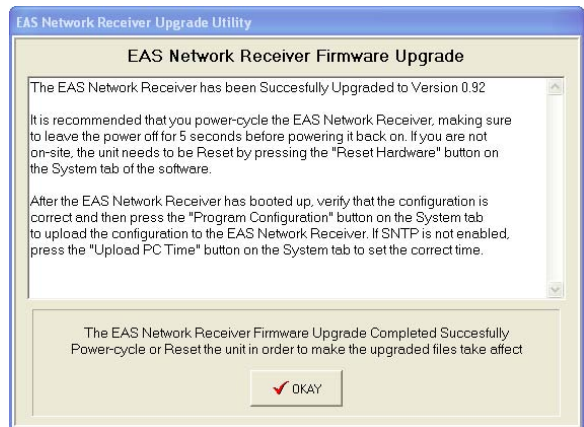 EAS Network Receiver Upgrade Utility
EAS Network Receiver Firmware Upgrade
The EAS Network Receiver has been Succesfully Upgraded to Version 0.92
It is recommended that you power-cycle the EAS Network Receiver, making sure
to leave the power off for 5 seconds before powering it back on. If you are not
on-site, the unit needs to be Reset by pressing the "Reset Hardware" button on
the System tab of the software.
After the EAS Network Receiver has booted up, verify that the configuration is
correct and then press the "Program Configuration" button on the System tab
to upload the configuration to the EAS Network Receiver. If SNTP is not enabled,
press the "Upload PC Time" button on the System tab to set the correct time.
The EAS Network Receiver Firmware Upgrade Completed Succesfully
Power-cycle or Reset the unit in order to make the upgraded files take affect
OKAY